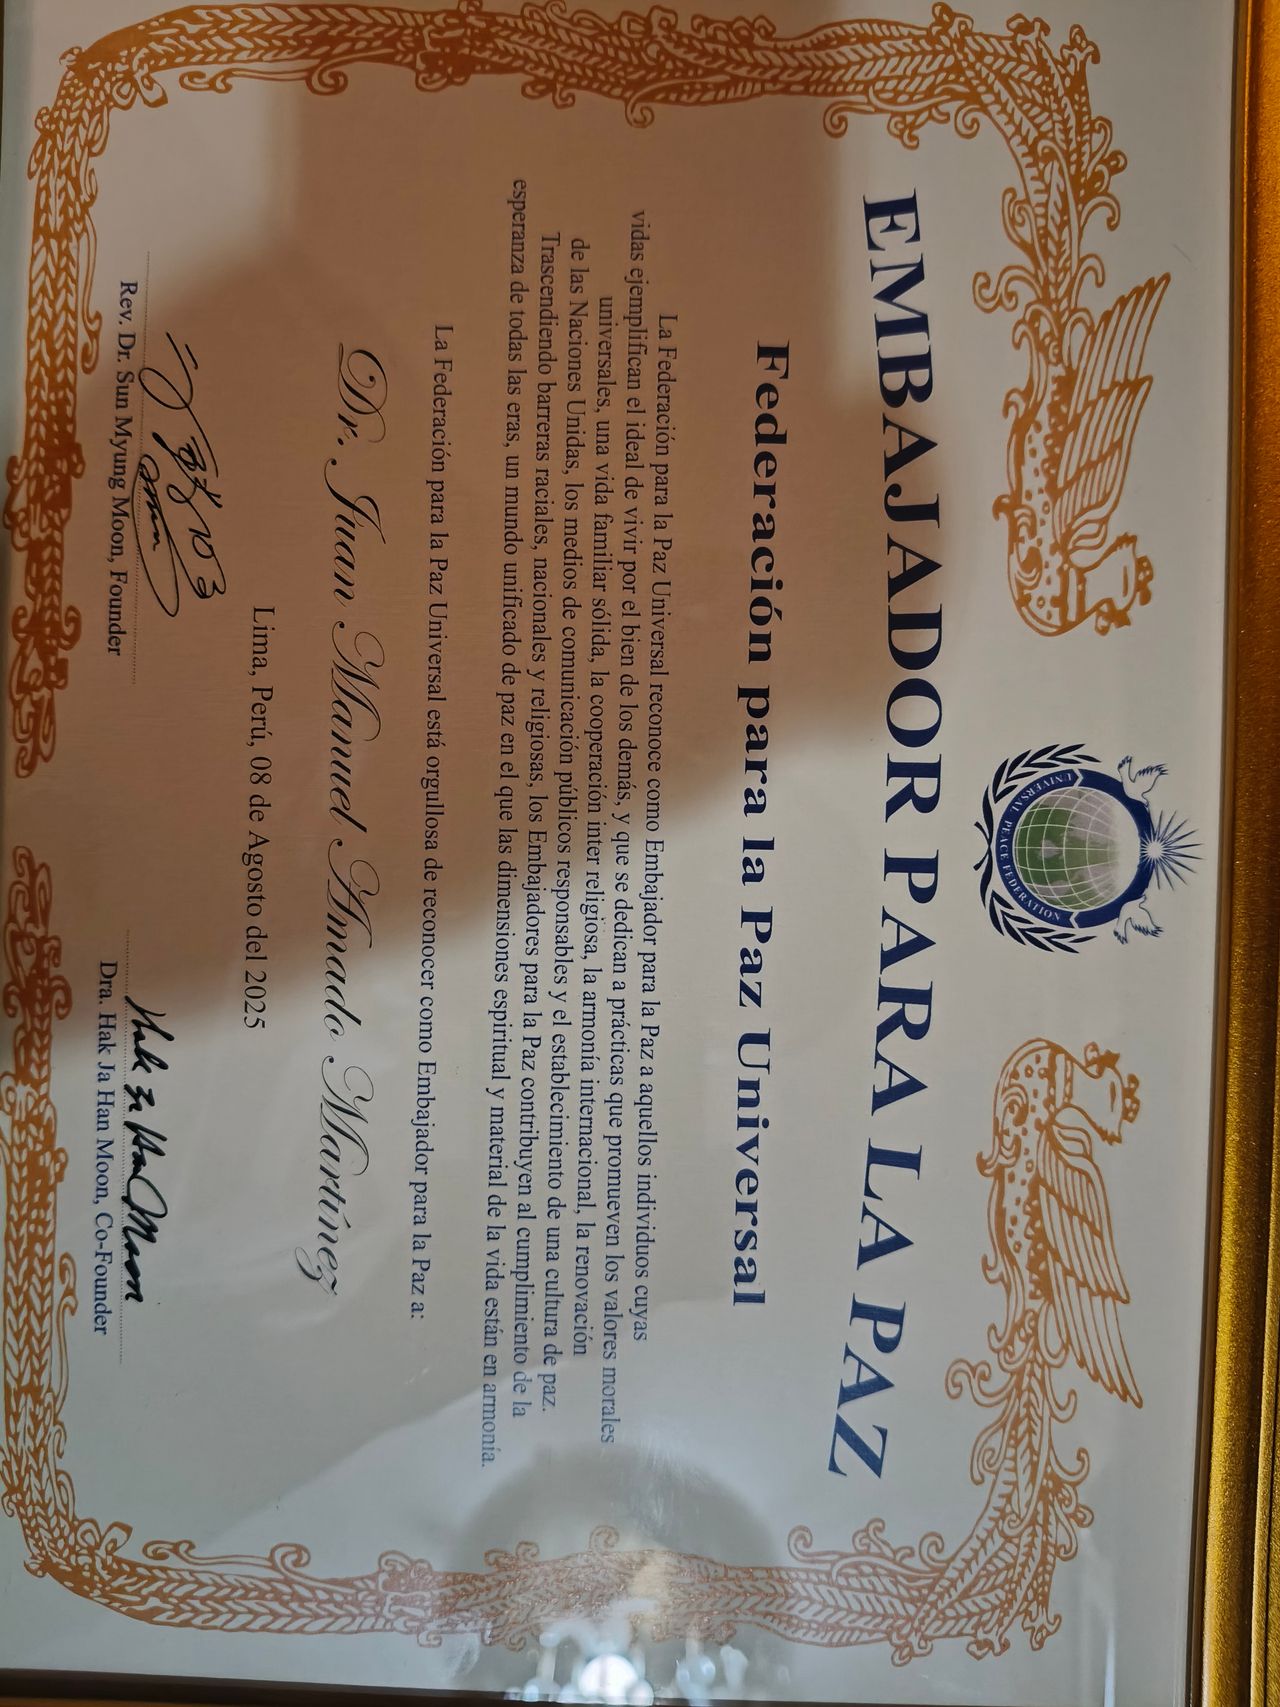 UNIVERSAL PEACE FEDERATION
EMBAJADOR PARA LA PAZ
Federación para la Paz Universal
La Federación para la Paz Universal reconoce como Embajador para la Paz a aquellos individuos cuyas
vidas ejemplifican el ideal de vivir por el bien de los demás, y que se dedican a prácticas que promueven los valores morales
universales, una vida familiar sólida, la cooperación inter religiosa, la armonía internacional, la renovación
de las Naciones Unidas, los medios de comunicación públicos responsables y el establecimiento de una cultura de paz.
Trascendiendo barreras raciales, nacionales y religiosas, los Embajadores para la Paz contribuyen al cumplimiento de la
esperanza de todas las eras, un mundo unificado de paz en el que las dimensiones espiritual y material de la vida están en armonía.
La Federación para la Paz Universal está orgullosa de reconocer como Embajador para la Paz a:
Dr. Juan Manuel Amado Martínez
Lima, Perú, 08 de Agosto del 2025
Rev. Dr. Sun Myung Moon, Founder
Dra. Hak Ja Han Moon, Co-Founder